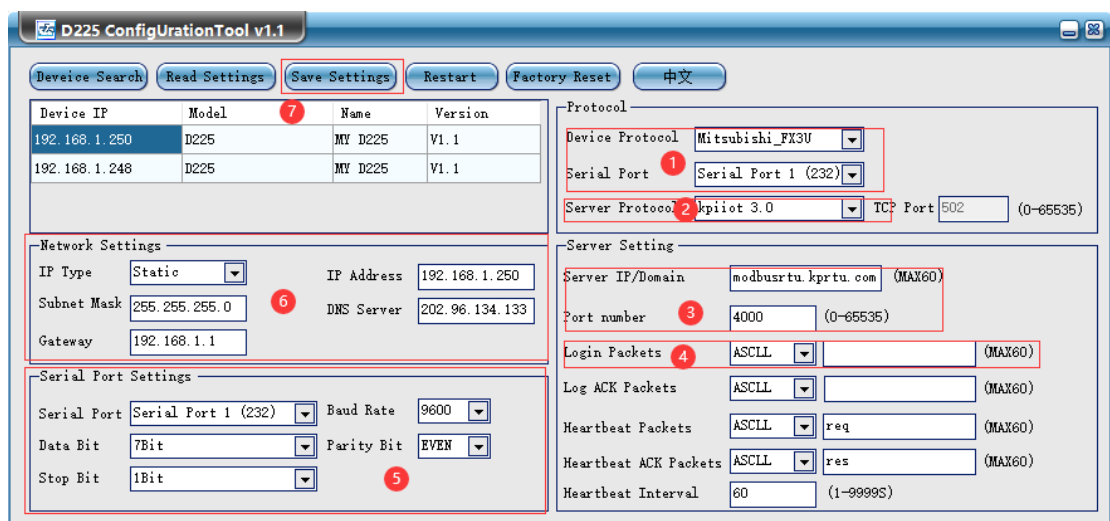 D225 ConfigUrationTool v1.1
Deveice Search Read Settings Save Settings Restart Factory Reset 中文
7
Device IP Model Name Version
192.168.1.250 D225 MY D225 V1.1
192.168.1.248 D225 MY D225 V1.1
Protocol
Device Protocol Mitsubishi_FX3U
1
Serial Port Serial Port 1 (232)
Server Protocol 2 kpiiot 3.0 TCP Port 502 (0-65535)
Network Settings
IP Type Static IP Address 192.168.1.250
Subnet Mask 255.255.255.0 6 DNS Server 202.96.134.133
Gateway 192.168.1.1
Serial Port Settings
Serial Port Serial Port 1 (232) Baud Rate 9600
Data Bit 7Bit Parity Bit EVEN
Stop Bit 1Bit 5
Server Setting
Server IP/Domain modbusrtu.kprtu.com (MAX60)
Port number 3 4000 (0-65535)
Login Packets 4 ASCLL (MAX60)
Log ACK Packets ASCLL (MAX60)
Heartbeat Packets ASCLL req (MAX60)
Heartbeat ACK Packets ASCLL res (MAX60)
Heartbeat Interval 60 (1-9999S)